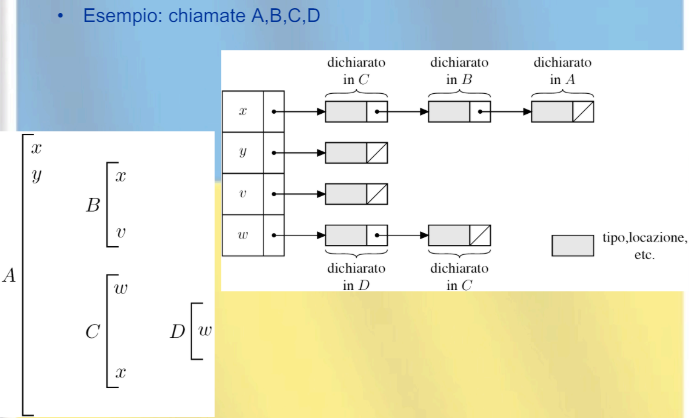 • Esempio: chiamate A,B,C,D
dichiarato in C
dichiarato in B
dichiarato in A
x
y
v
w
dichiarato in D
dichiarato in C
tipo,locazione, etc.
A
x
y
B
x
v
C
w
x
D
w